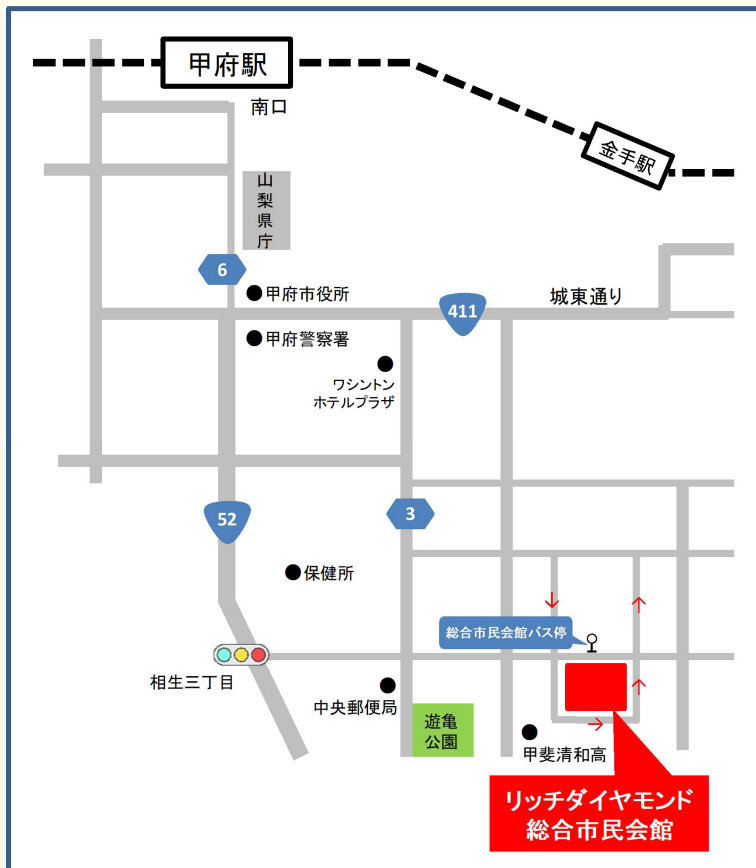 甲府駅
南口
金手駅
山
梨
県
庁
6
甲府市役所
城東通り
411
甲府警察署
ワシントン
ホテルプラザ
52
3
保健所
総合市民会館バス停
相生三丁目
中央郵便局
遊亀
公園
甲斐清和高
リッチダイヤモンド
総合市民会館